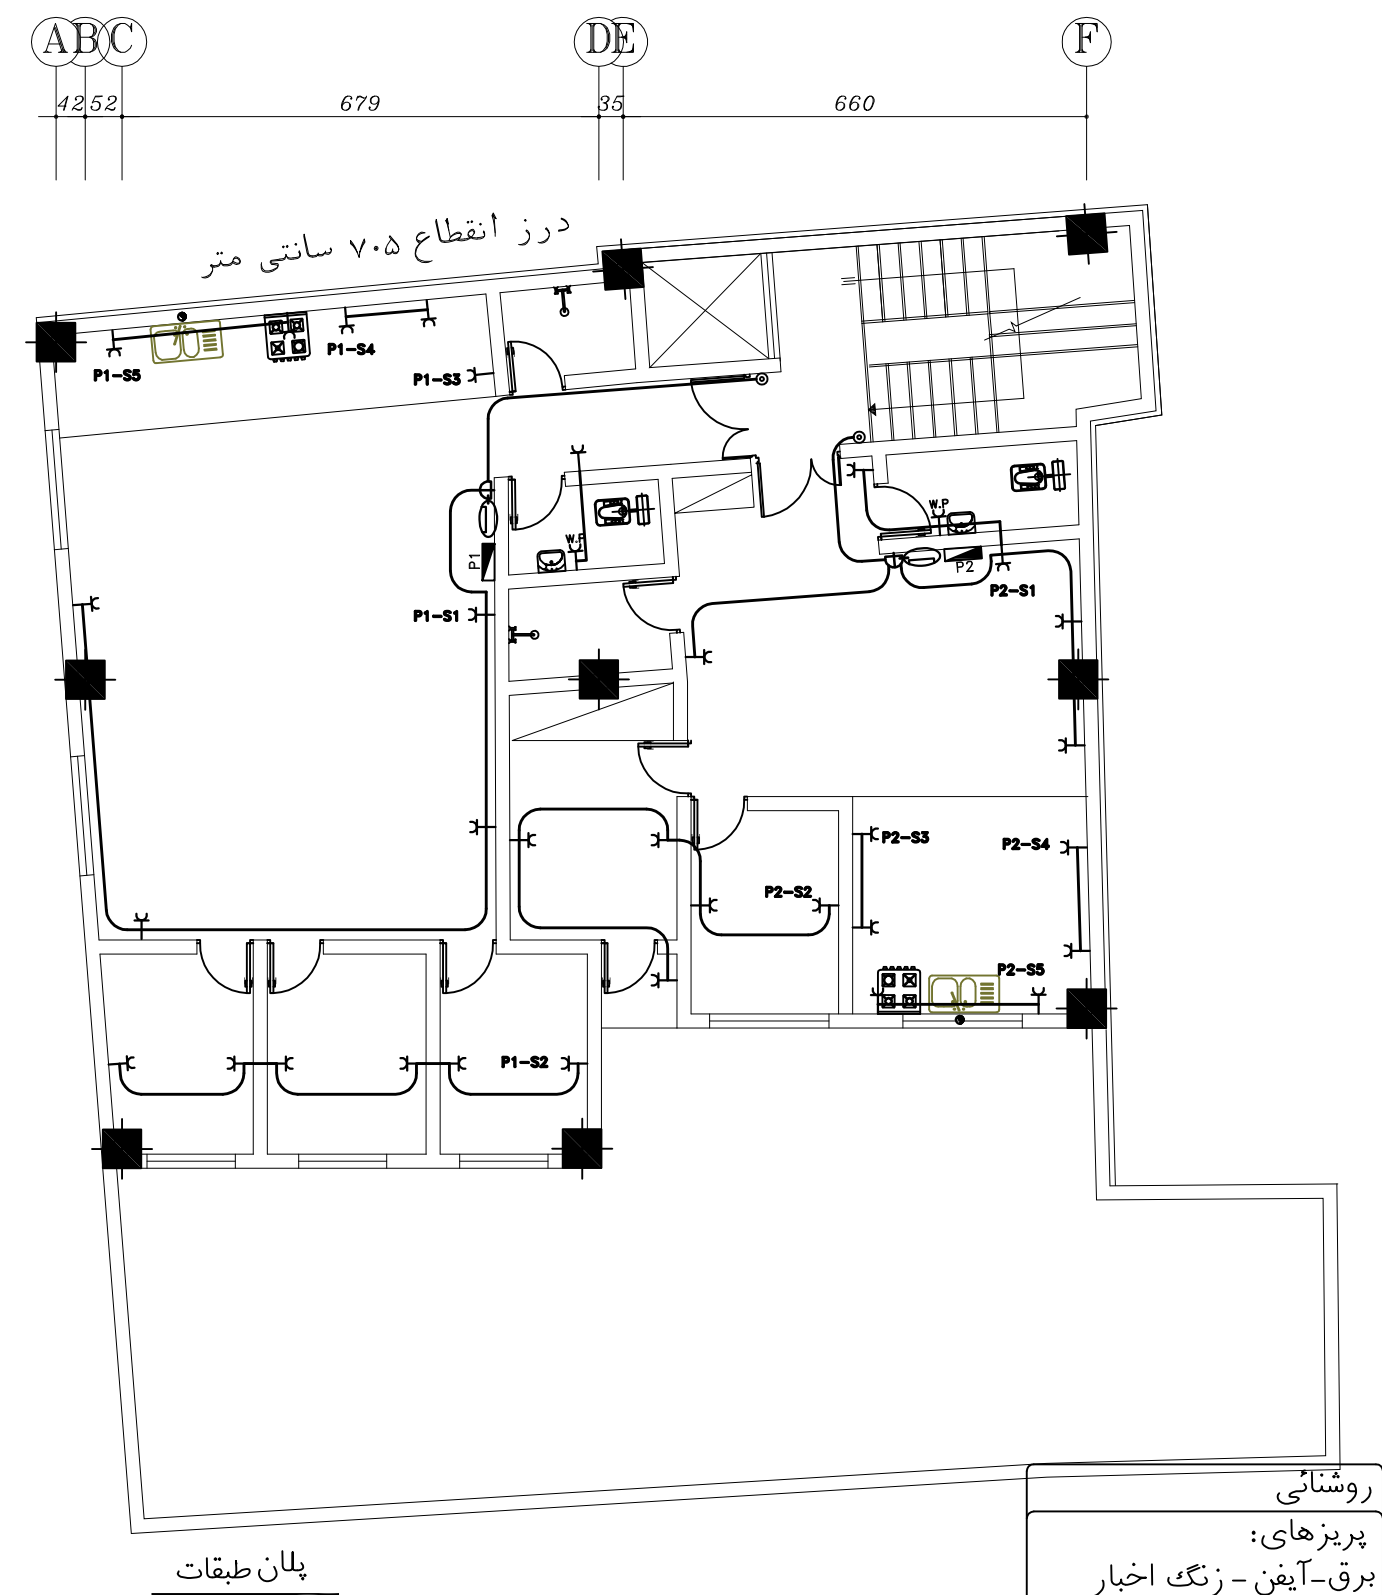 A B C D E F
42 52 679 35 660
درز انقطاع ۷۰۵ سانتی متر
P1-S5
P1-S4
P1-S3
W.P
W.P
P1
P2
P2-S1
P1-S1
P2-S3
P2-S4
P2-S2
P2-S5
P1-S2
روشنائی
پریزهای:
برق-آیفن - زنگ اخبار
پلان طبقات